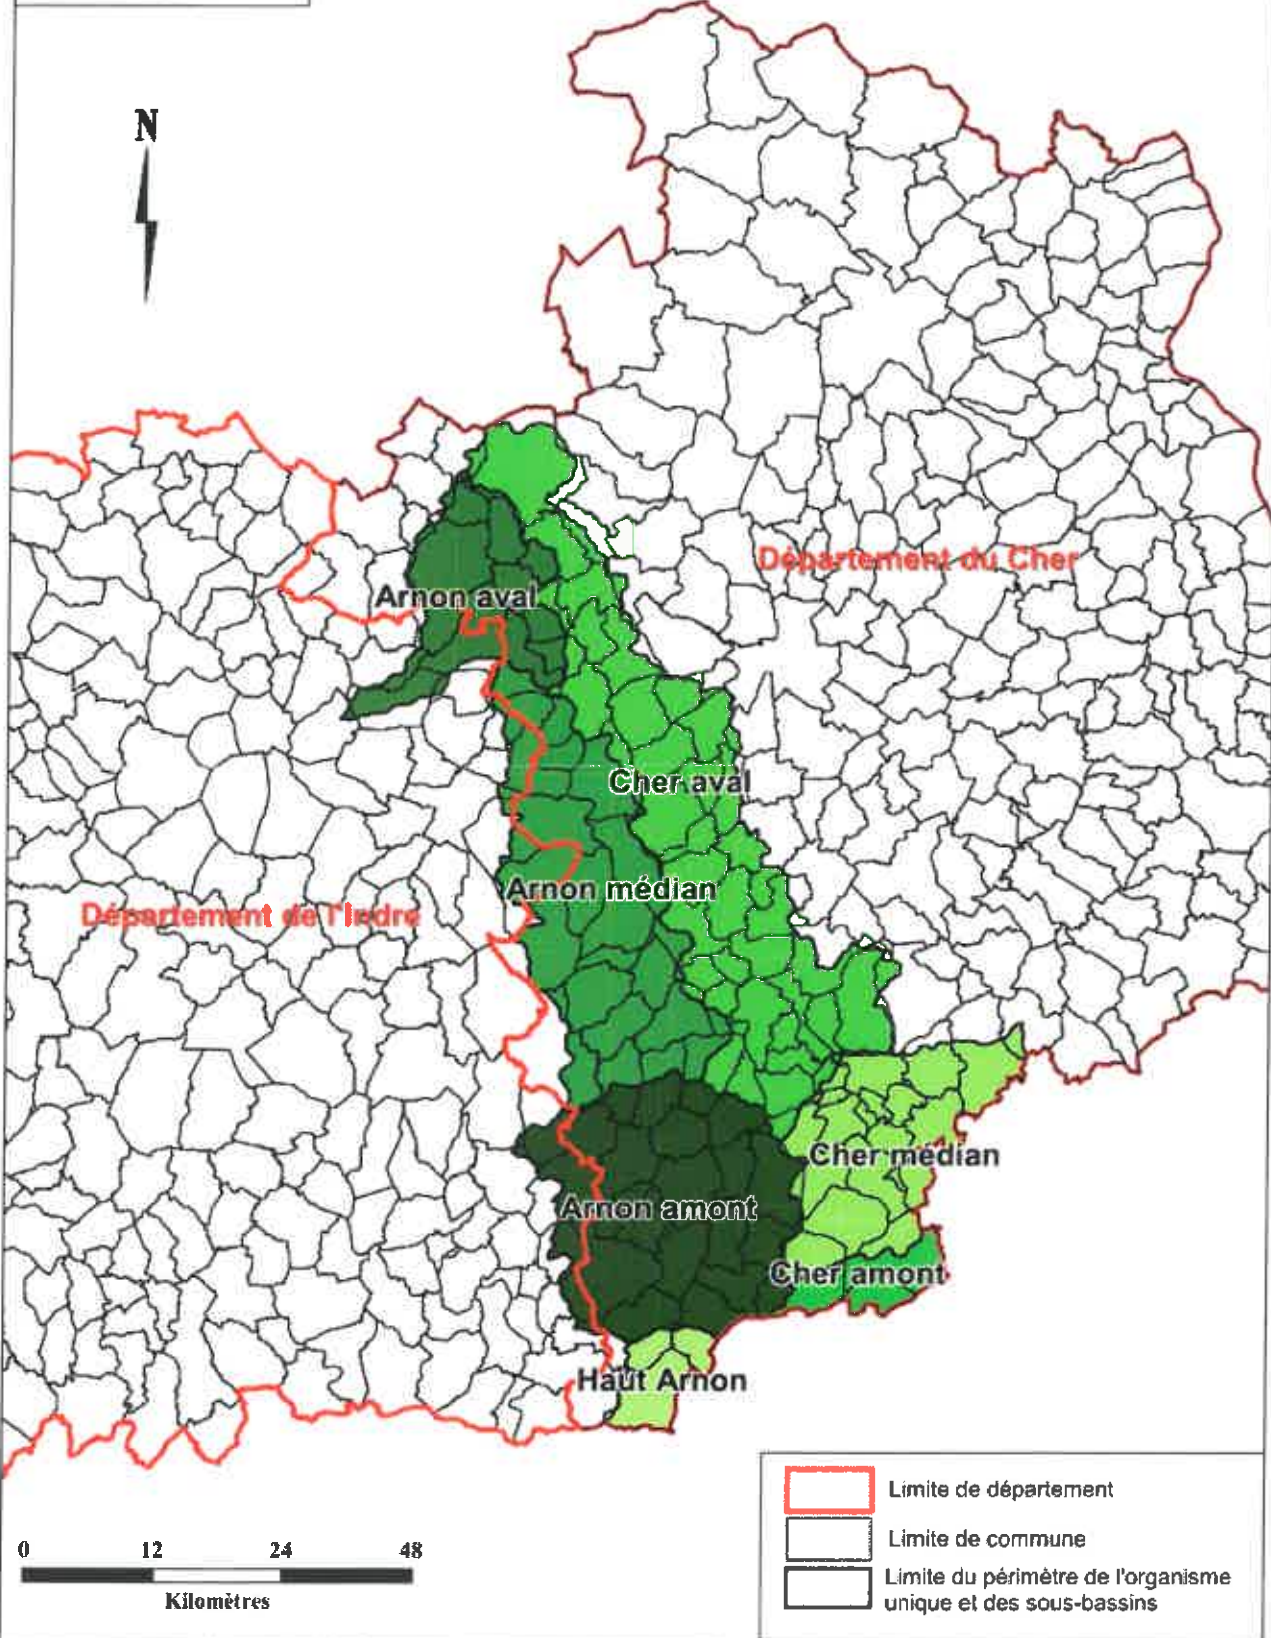 N
Département du Cher
Arnon aval
Cher aval
Arnon médian
Département de l'Indre
Cher médian
Arnon amont
Cher amont
Haut Arnon
Limite de département
Limite de commune
Limite du périmètre de l'organisme
unique et des sous-bassins
0 12 24 48
Kilomètres